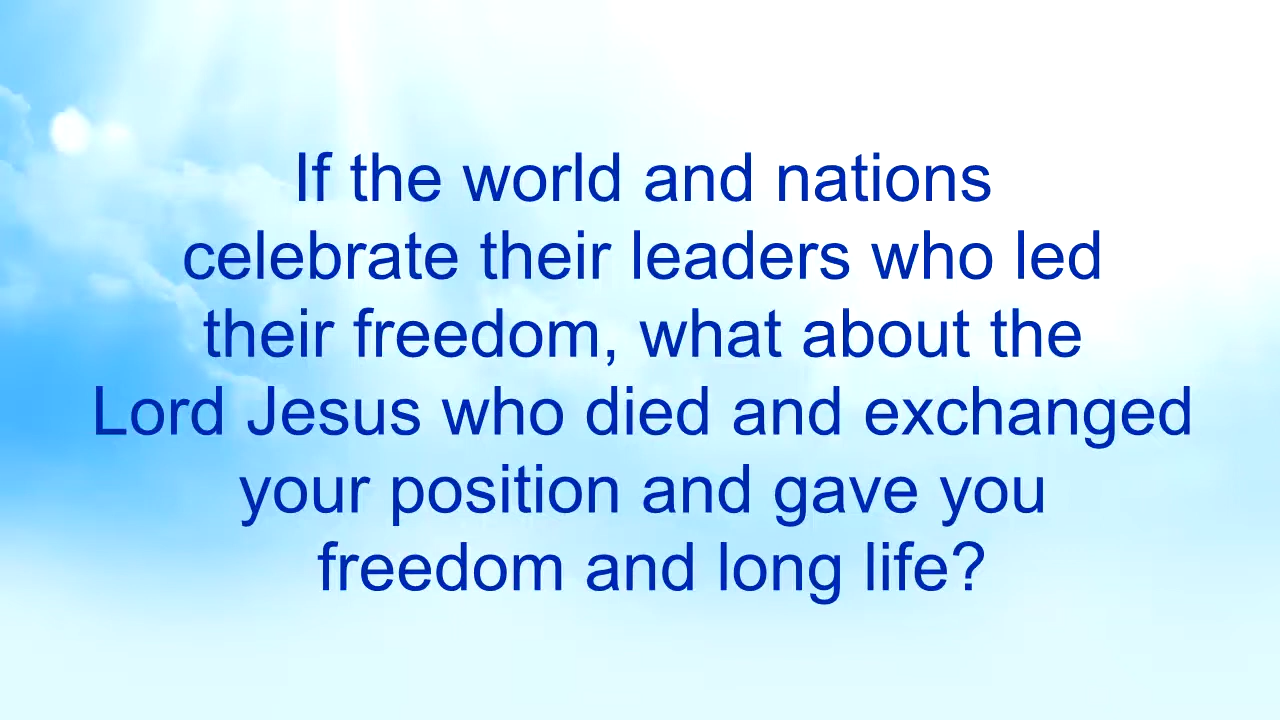 If the world and nations
celebrate their leaders who led
their freedom, what about the
Lord Jesus who died and exchanged
your position and gave you
freedom and long life?